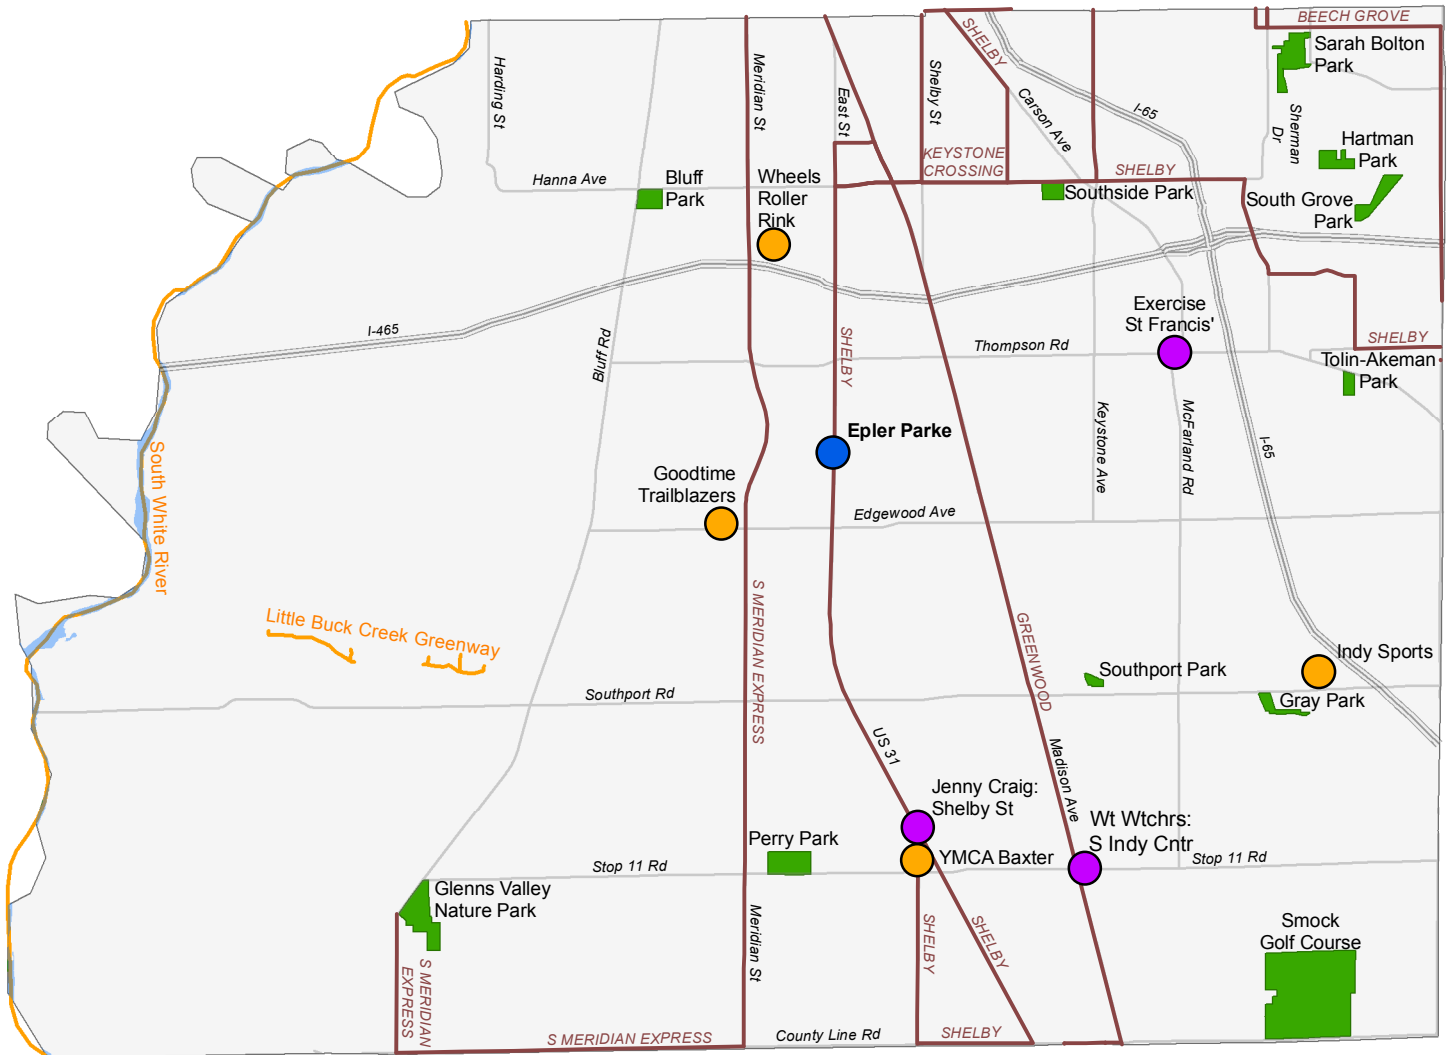 BEECH GROVE
Sarah Bolton
Park
SHELBY
Harding St
Meridian St
East St
Shelby St
Carson Ave
I-65
Sherman
Dr
Hartman
Park
KEYSTONE
CROSSING
SHELBY
Hanna Ave
Bluff
Park
Wheels
Roller
Rink
Southside Park
South Grove
Park
Exercise
St Francis'
I-465
Bluff Rd
SHELBY
Thompson Rd
SHELBY
Tolin-Akeman
Park
Keystone Ave
McFarland Rd
I-65
Epler Parke
South White River
Goodtime
Trailblazers
Edgewood Ave
S MERIDIAN EXPRESS
Little Buck Creek Greenway
GREENWOOD
Indy Sports
Southport Park
Southport Rd
Gray Park
US 31
Madison Ave
Jenny Craig:
Shelby St
Wt Wtchrs:
S Indy Cntr
Perry Park
YMCA Baxter
Stop 11 Rd
Stop 11 Rd
Glenns Valley
Nature Park
Meridian St
SHELBY
SHELBY
Smock
Golf Course
S MERIDIAN
EXPRESS
S MERIDIAN EXPRESS
County Line Rd
SHELBY